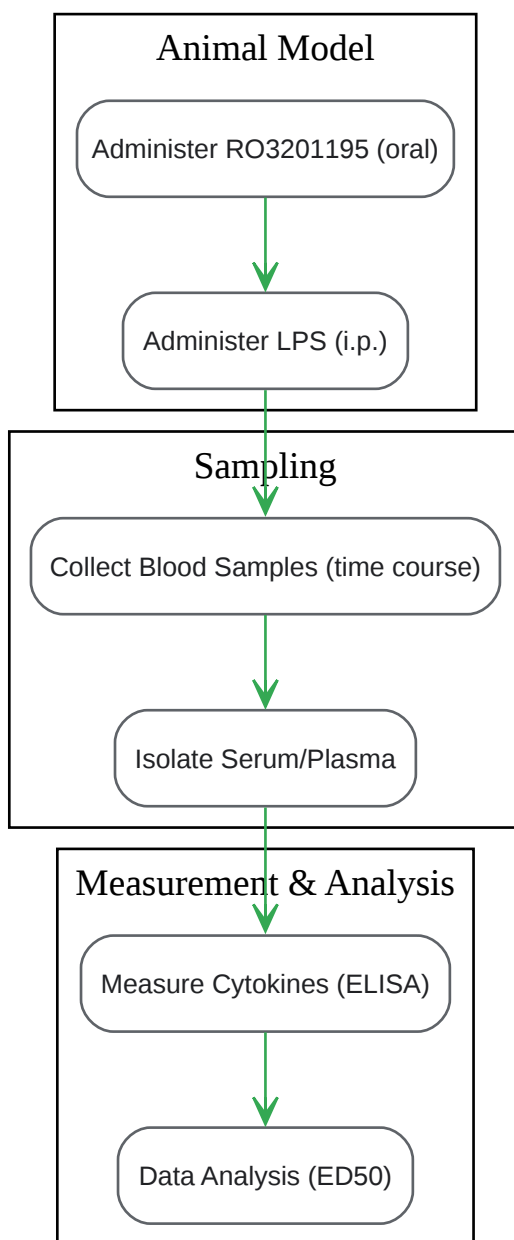 Animal Model
Administer RO3201195 (oral)
Administer LPS (i.p.)
Sampling
Collect Blood Samples (time course)
Isolate Serum/Plasma
Measurement & Analysis
Measure Cytokines (ELISA)
Data Analysis (ED50)